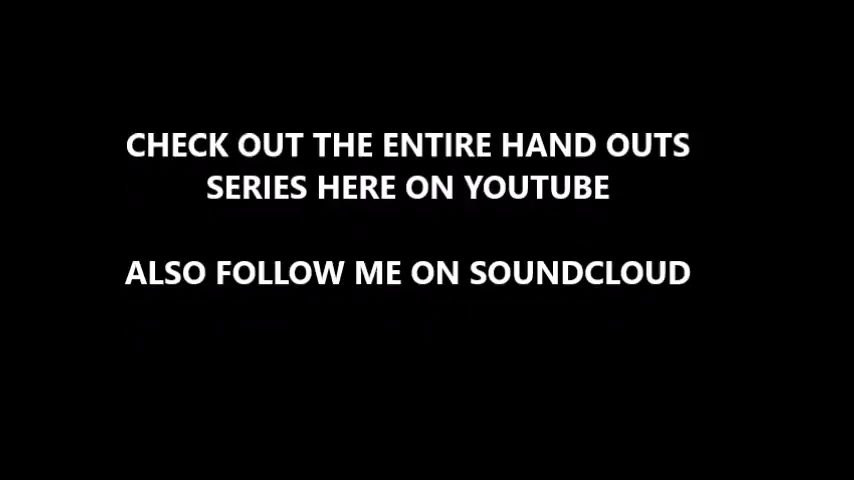 CHECK OUT THE ENTIRE HAND OUTS
SERIES HERE ON YOUTUBE
ALSO FOLLOW ME ON SOUNDCLOUD